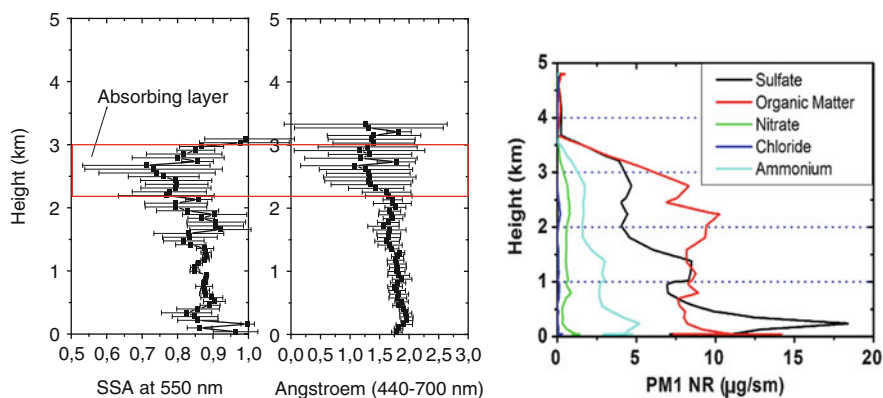 5
4
3
2
1
0
Height (km)
Absorbing layer
0,5 0,6 0,7 0,8 0,9 1,0
SSA at 550 nm
5
4
3
2
1
0
0,0 0,5 1,0 1,5 2,0 2,5 3,0
Angstroem (440-700 nm)
5
4
3
2
1
0
Height (km)
Sulfate
Organic Matter
Nitrate
Chloride
Ammonium
0 5 10 15 20
PM1 NR (µg/sm)